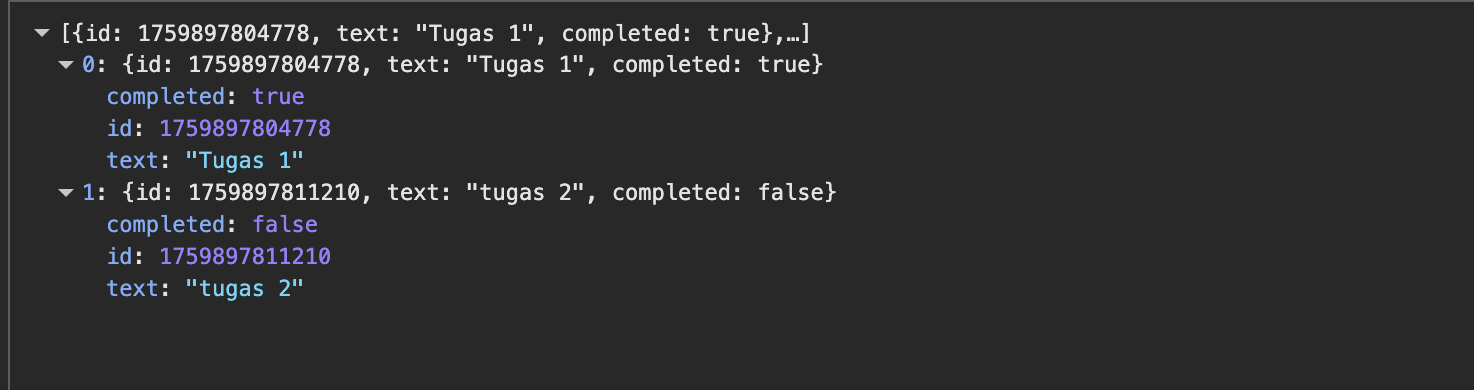 [{id: 1759897804778, text: "Tugas 1", completed: true},…]
0: {id: 1759897804778, text: "Tugas 1", completed: true}
completed: true
id: 1759897804778
text: "Tugas 1"
1: {id: 1759897811210, text: "tugas 2", completed: false}
completed: false
id: 1759897811210
text: "tugas 2"